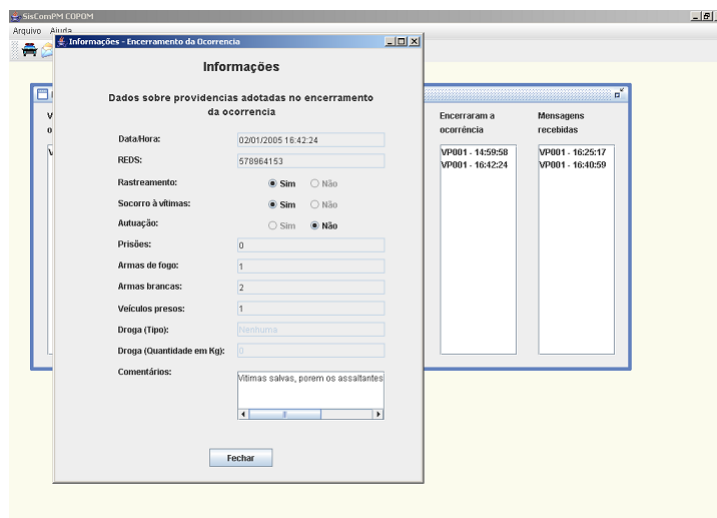 SisComPM COPOM
Arquivo Ajuda
Informações - Encerramento da Ocorrencia
Informações
Dados sobre providencias adotadas no encerramento
da ocorrencia
Data/Hora: 02/01/2005 16:42:24
REDS: 578964153
Rastreamento: Sim Não
Socorro à vítimas: Sim Não
Autuação: Sim Não
Prisões: 0
Armas de fogo: 1
Armas brancas: 2
Veículos presos: 1
Droga (Tipo): Nenhuma
Droga (Quantidade em Kg): 0
Comentários:
Vitimas salvas, porem os assaltantes
Fechar
Encerraram a
ocorrência
VP001 - 14:59:58
VP001 - 16:42:24
Mensagens
recebidas
VP001 - 16:25:17
VP001 - 16:40:59